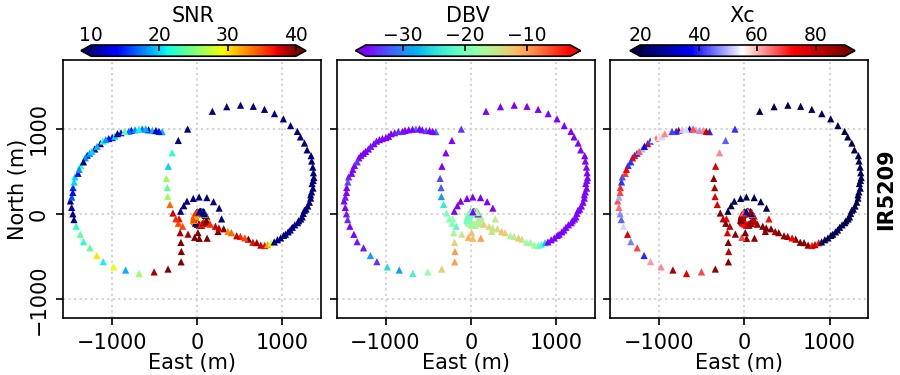 SNR DBV Xc
10 20 30 40 −30 −20 −10 20 40 60 80
1000
0
−1000
North (m)
IR5209
−1000 0 1000 −1000 0 1000 −1000 0 1000
East (m) East (m) East (m)